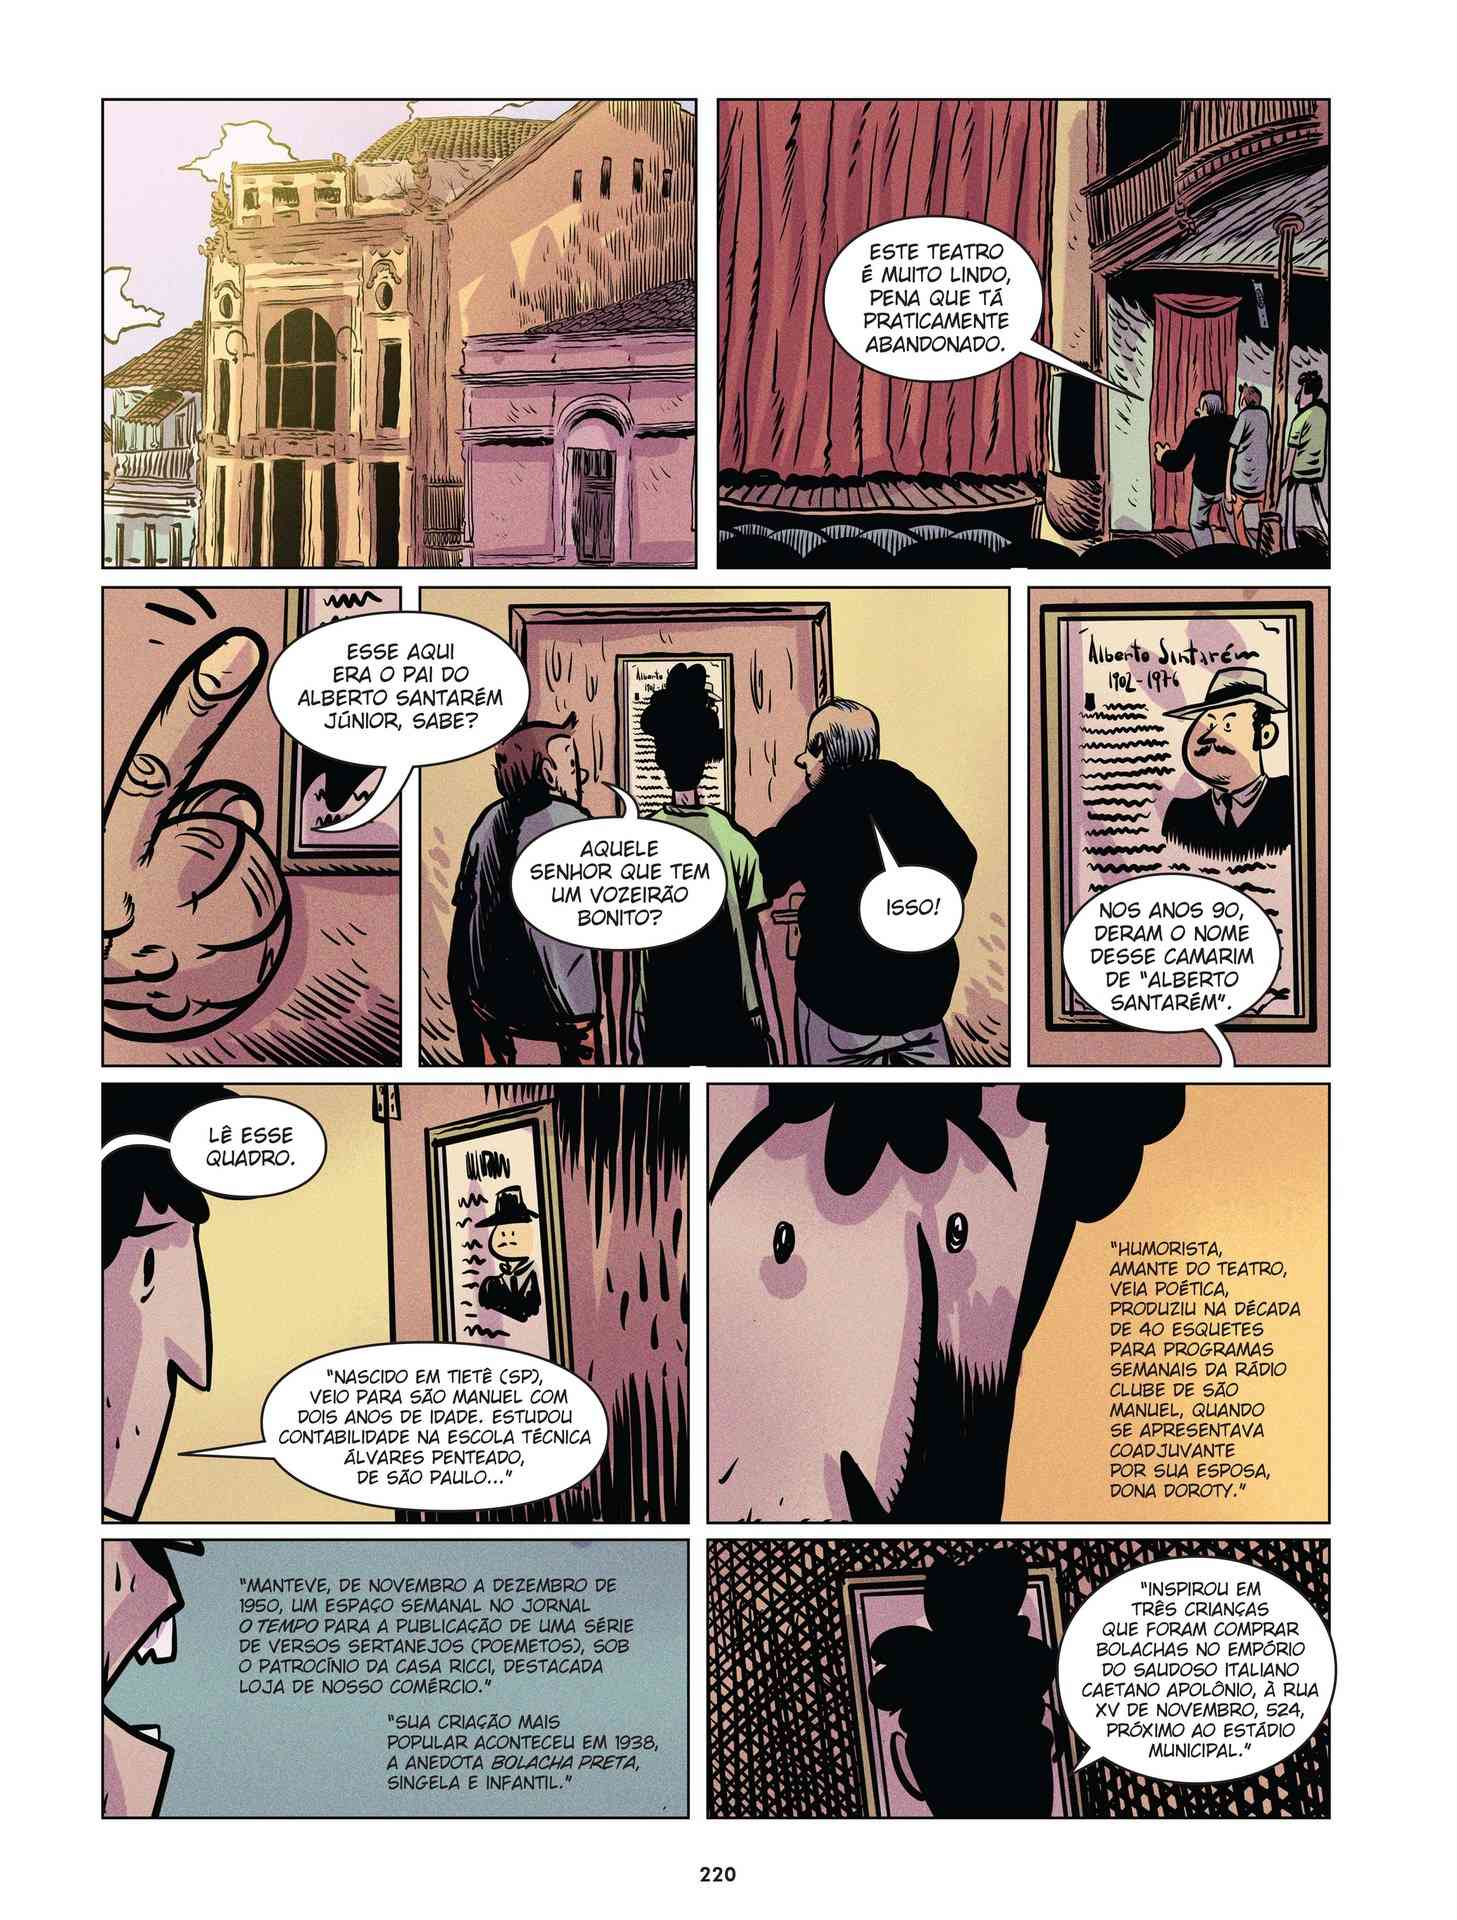 ESTE TEATRO
É MUITO LINDO,
PENA QUE TÁ
PRATICAMENTE
ABANDONADO.
ESSE AQUI
ERA O PAI DO
ALBERTO SANTARÉM
JÚNIOR, SABE?
Alberto
1902-1
AQUELE
SENHOR QUE TEM
UM VOZEIRÃO
BONITO?
ISSO!
Alberto Santarém
1902-1976
NOS ANOS 90,
DERAM O NOME
DESSE CAMARIM
DE "ALBERTO
SANTARÉM".
LÊ ESSE
QUADRO.
"NASCIDO EM TIETÊ (SP),
VEIO PARA SÃO MANUEL COM
DOIS ANOS DE IDADE. ESTUDOU
CONTABILIDADE NA ESCOLA TÉCNICA
ÁLVARES PENTEADO,
DE SÃO PAULO..."
"HUMORISTA,
AMANTE DO TEATRO,
VEIA POÉTICA,
PRODUZIU NA DÉCADA
DE 40 ESQUETES
PARA PROGRAMAS
SEMANAIS DA RÁDIO
CLUBE DE SÃO
MANUEL, QUANDO
SE APRESENTAVA
COADJUVANTE
POR SUA ESPOSA,
DONA DOROTY."
"MANTEVE, DE NOVEMBRO A DEZEMBRO DE
1950, UM ESPAÇO SEMANAL NO JORNAL
O TEMPO PARA A PUBLICAÇÃO DE UMA SÉRIE
DE VERSOS SERTANEJOS (POEMETOS), SOB
O PATROCÍNIO DA CASA RICCI, DESTACADA
LOJA DE NOSSO COMÉRCIO."
"SUA CRIAÇÃO MAIS
POPULAR ACONTECEU EM 1938,
A ANEDOTA BOLACHA PRETA,
SINGELA E INFANTIL."
"INSPIROU EM
TRÊS CRIANÇAS
QUE FORAM COMPRAR
BOLACHAS NO EMPÓRIO
DO SAUDOSO ITALIANO
CAETANO APOLÔNIO, À RUA
XV DE NOVEMBRO, 524,
PRÓXIMO AO ESTÁDIO
MUNICIPAL."
220